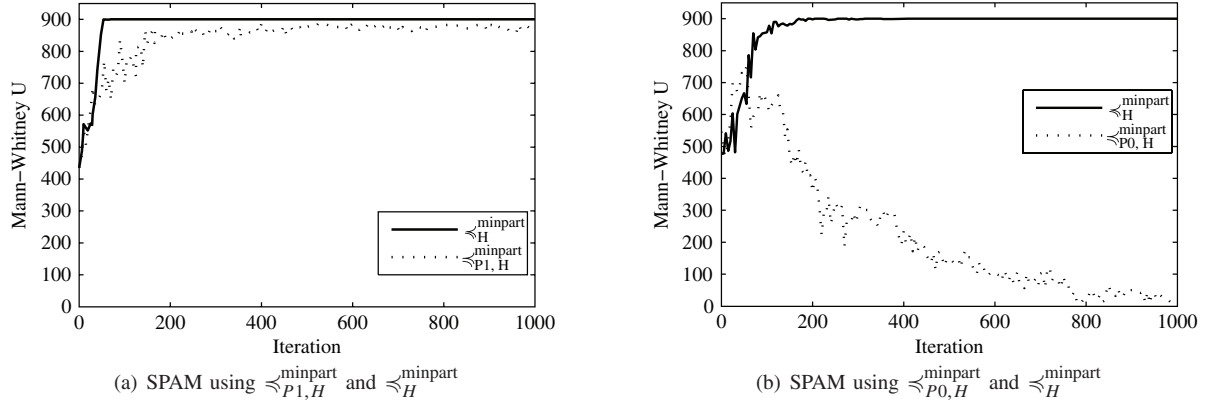 900
800
700
600
500
400
300
200
100
0
Mann−Whitney U
≼ minpart H
≼ minpart P1, H
0 200 400 600 800 1000
Iteration
(a) SPAM using ≼ minpart P1,H and ≼ minpart H
900
800
700
600
500
400
300
200
100
0
Mann−Whitney U
≼ minpart H
≼ minpart P0, H
0 200 400 600 800 1000
Iteration
(b) SPAM using ≼ minpart P0,H and ≼ minpart H